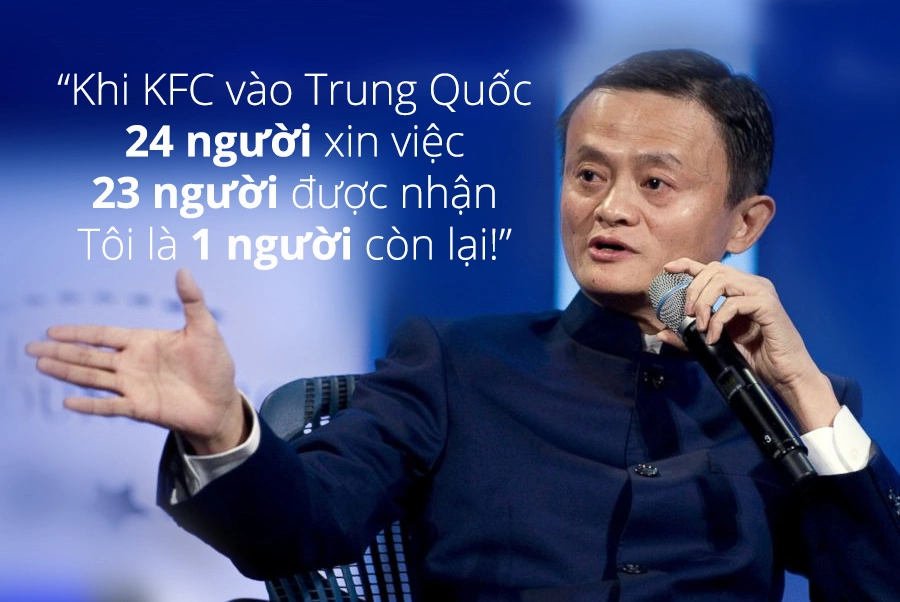 “Khi KFC vào Trung Quốc
24 người xin việc
23 người được nhận
Tôi là 1 người còn lại!”